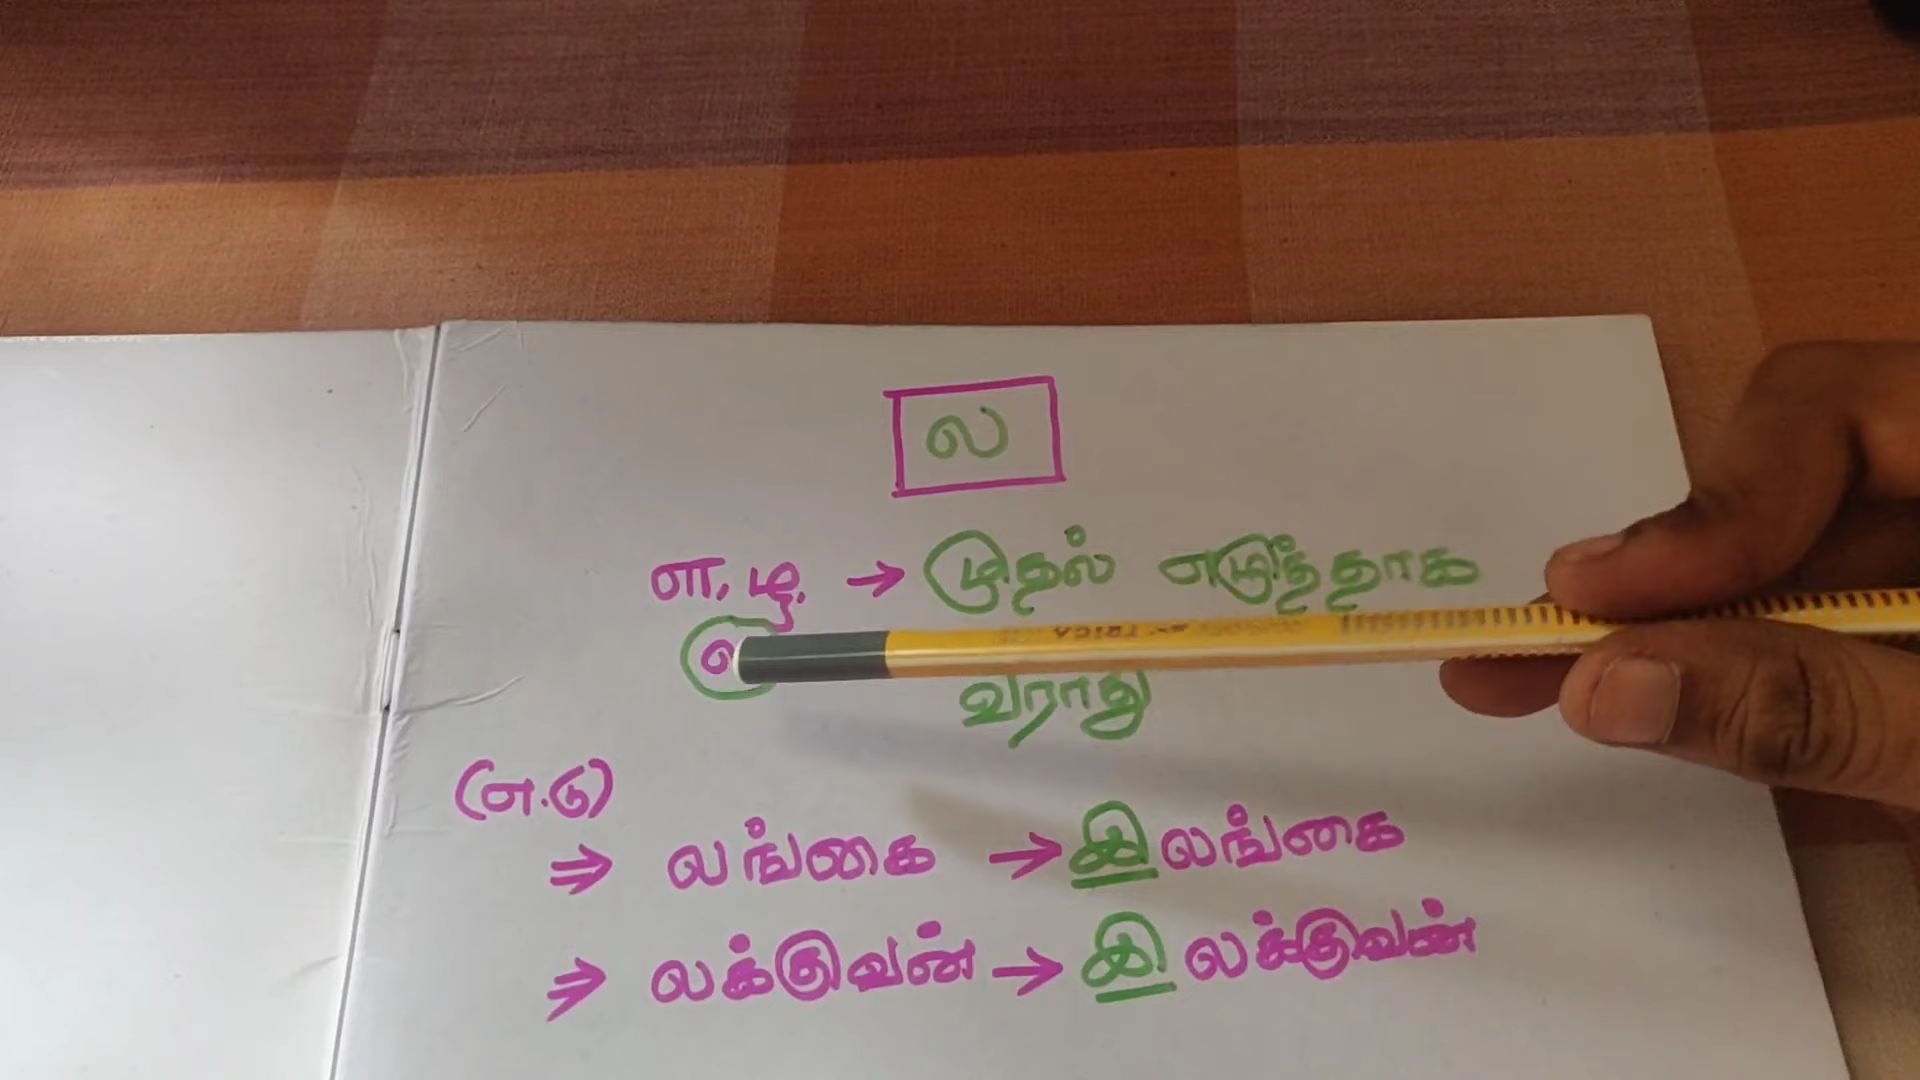 ல
ள, ழ, → முதல் எழுத்தாக
வராது
(எ.டு)
⇒ லங்கை → இலங்கை
⇒ லக்குவன் → இலக்குவன்